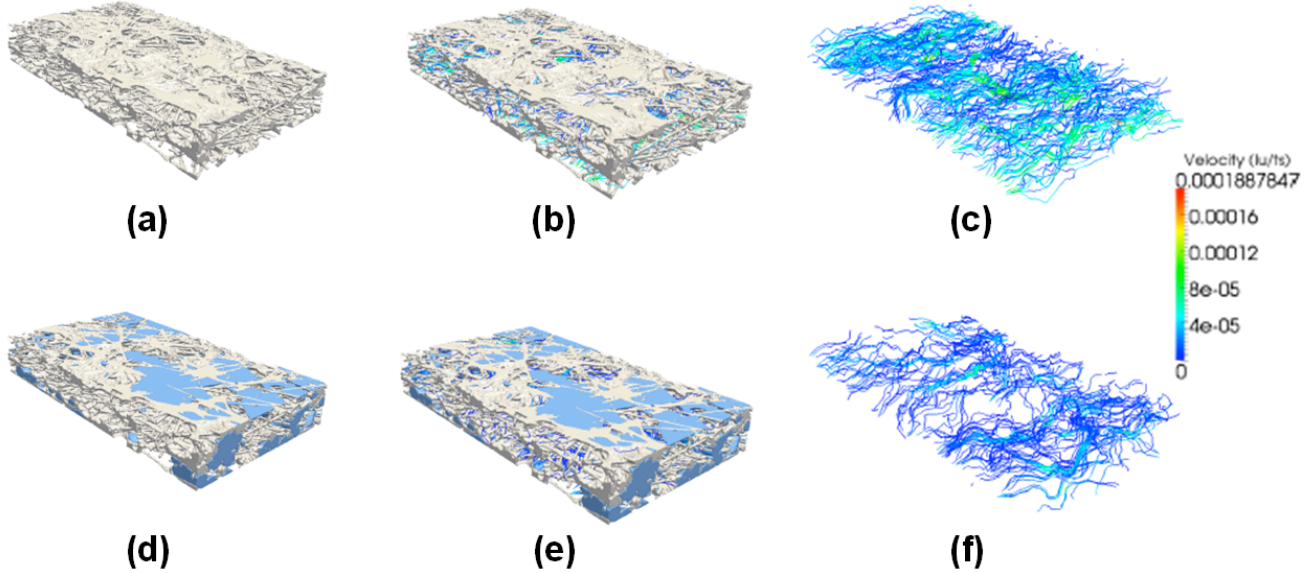 (a)
(b)
(c)
Velocity (lu/ts)
0.0001887847
0.00016
0.00012
8e-05
4e-05
0
(d)
(e)
(f)